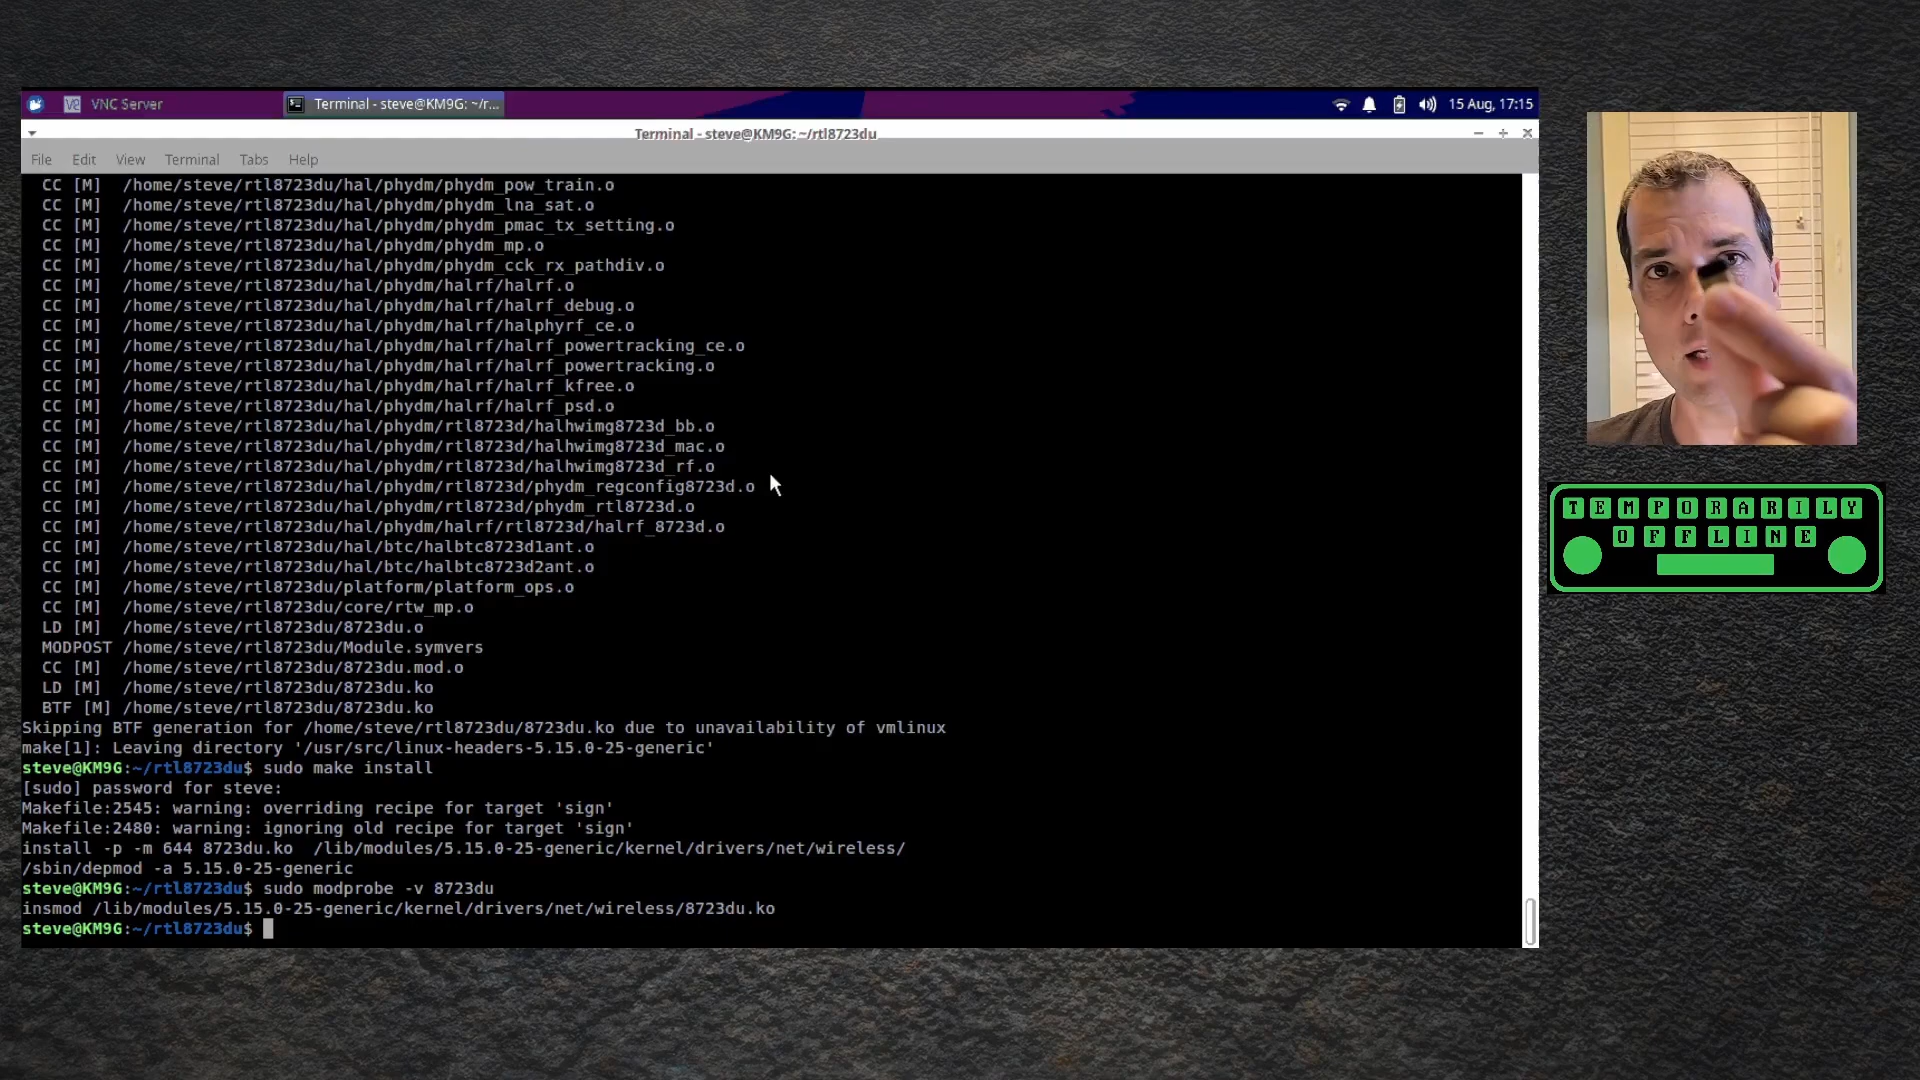 VNC Server
Terminal - steve@KM9G: ~/r...
15 Aug, 17:15
Terminal - steve@KM9G: ~/rtl8723du
File Edit View Terminal Tabs Help
CC [M] /home/steve/rtl8723du/hal/phydm/phydm_pow_train.o
CC [M] /home/steve/rtl8723du/hal/phydm/phydm_lna_sat.o
CC [M] /home/steve/rtl8723du/hal/phydm/phydm_pmac_tx_setting.o
CC [M] /home/steve/rtl8723du/hal/phydm/phydm_mp.o
CC [M] /home/steve/rtl8723du/hal/phydm/phydm_cck_rx_pathdiv.o
CC [M] /home/steve/rtl8723du/hal/phydm/halrf/halrf.o
CC [M] /home/steve/rtl8723du/hal/phydm/halrf/halrf_debug.o
CC [M] /home/steve/rtl8723du/hal/phydm/halrf/halphyrf_ce.o
CC [M] /home/steve/rtl8723du/hal/phydm/halrf/halrf_powertracking_ce.o
CC [M] /home/steve/rtl8723du/hal/phydm/halrf/halrf_powertracking.o
CC [M] /home/steve/rtl8723du/hal/phydm/halrf/halrf_kfree.o
CC [M] /home/steve/rtl8723du/hal/phydm/halrf/halrf_psd.o
CC [M] /home/steve/rtl8723du/hal/phydm/rtl8723d/halhwimg8723d_bb.o
CC [M] /home/steve/rtl8723du/hal/phydm/rtl8723d/halhwimg8723d_mac.o
CC [M] /home/steve/rtl8723du/hal/phydm/rtl8723d/halhwimg8723d_rf.o
CC [M] /home/steve/rtl8723du/hal/phydm/rtl8723d/phydm_regconfig8723d.o
CC [M] /home/steve/rtl8723du/hal/phydm/rtl8723d/phydm_rtl8723d.o
CC [M] /home/steve/rtl8723du/hal/phydm/halrf/rtl8723d/halrf_8723d.o
CC [M] /home/steve/rtl8723du/hal/btc/halbtc8723d1ant.o
CC [M] /home/steve/rtl8723du/hal/btc/halbtc8723d2ant.o
CC [M] /home/steve/rtl8723du/platform/platform_ops.o
CC [M] /home/steve/rtl8723du/core/rtw_mp.o
LD [M] /home/steve/rtl8723du/8723du.o
MODPOST /home/steve/rtl8723du/Module.symvers
CC [M] /home/steve/rtl8723du/8723du.mod.o
LD [M] /home/steve/rtl8723du/8723du.ko
BTF [M] /home/steve/rtl8723du/8723du.ko
Skipping BTF generation for /home/steve/rtl8723du/8723du.ko due to unavailability of vmlinux
make[1]: Leaving directory '/usr/src/linux-headers-5.15.0-25-generic'
steve@KM9G:~/rtl8723du$ sudo make install
[sudo] password for steve:
Makefile:2545: warning: overriding recipe for target 'sign'
Makefile:2480: warning: ignoring old recipe for target 'sign'
install -p -m 644 8723du.ko /lib/modules/5.15.0-25-generic/kernel/drivers/net/wireless/
/sbin/depmod -a 5.15.0-25-generic
steve@KM9G:~/rtl8723du$ sudo modprobe -v 8723du
insmod /lib/modules/5.15.0-25-generic/kernel/drivers/net/wireless/8723du.ko
steve@KM9G:~/rtl8723du$
TEMPORARILY
OFFLINE